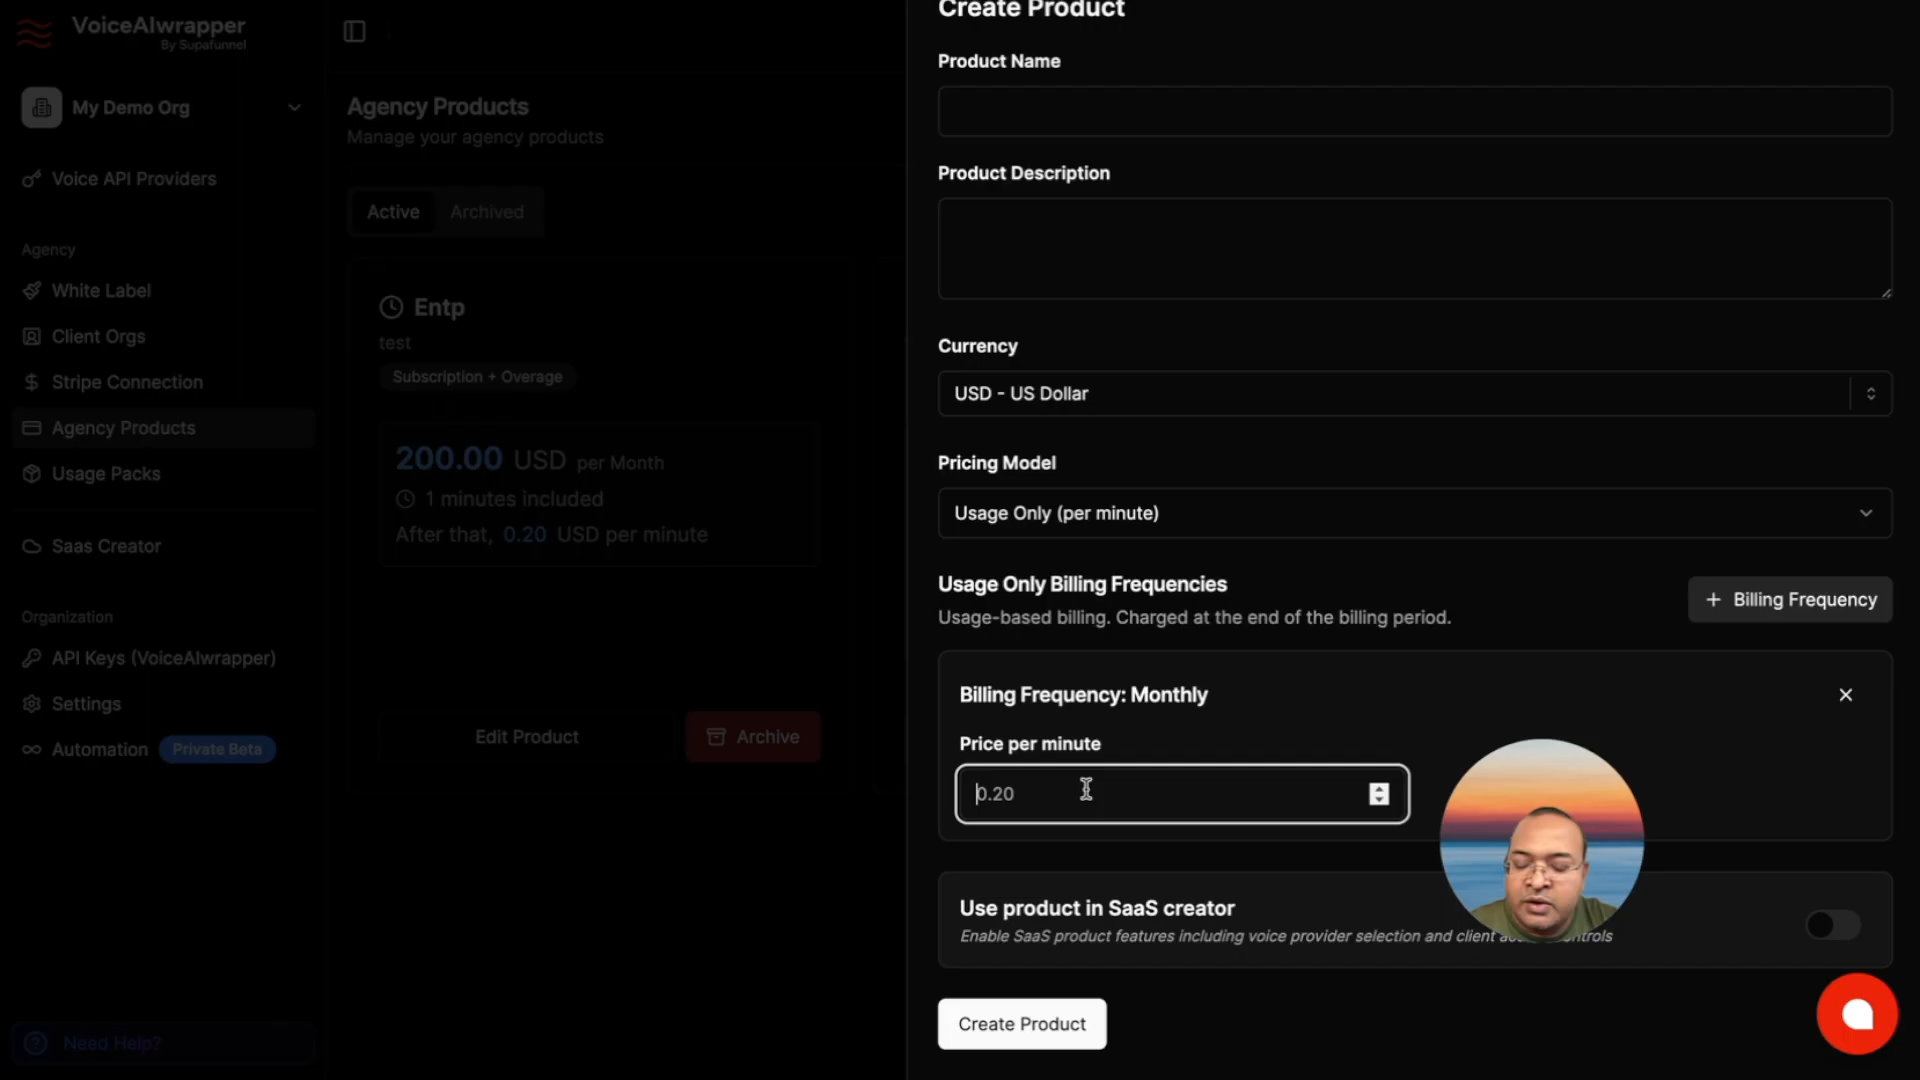 VoiceAIwrapper
By Supafunnel
My Demo Org
Voice API Providers
Agency
White Label
Client Orgs
Stripe Connection
Agency Products
Usage Packs
Saas Creator
Organization
API Keys (VoiceAIwrapper)
Settings
Automation Private Beta
Need Help?
Agency Products
Manage your agency products
Active Archived
Entp
test
Subscription + Overage
200.00 USD per Month
1 minutes included
After that, 0.20 USD per minute
Edit Product Archive
Create Product
Product Name
Product Description
Currency
USD - US Dollar
Pricing Model
Usage Only (per minute)
Usage Only Billing Frequencies
Usage-based billing. Charged at the end of the billing period.
+ Billing Frequency
Billing Frequency: Monthly
Price per minute
0.20
Use product in SaaS creator
Enable SaaS product features including voice provider selection and client
Create Product